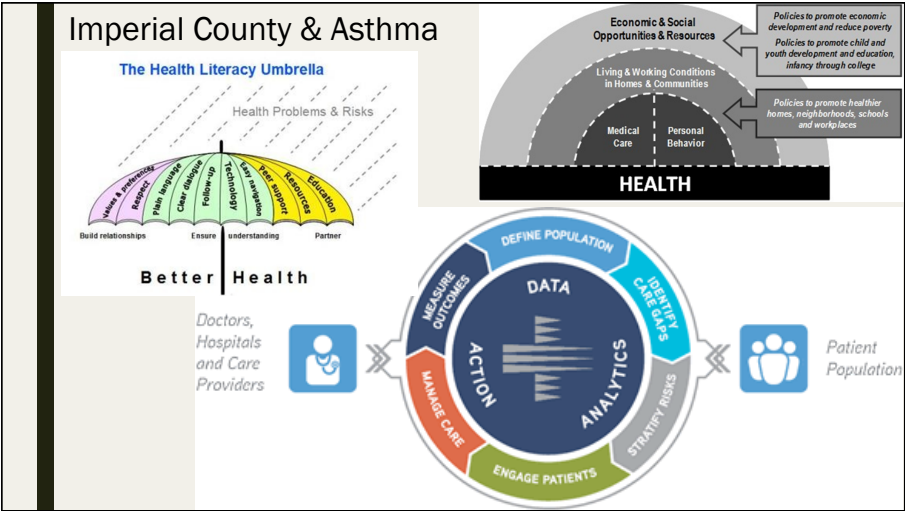 Imperial County & Asthma
The Health Literacy Umbrella
Health Problems & Risks
Values & preferences
Respect
Plain language
Clear dialogue
Follow-up
Technology
Easy navigation
Peer support
Resources
Education
Build relationships
Ensure understanding
Partner
Better Health
Economic & Social
Opportunities & Resources
Living & Working Conditions
in Homes & Communities
Medical
Care
Personal
Behavior
HEALTH
Policies to promote economic
development and reduce poverty
Policies to promote child and
youth development and education,
infancy through college
Policies to promote healthier
homes, neighborhoods, schools
and workplaces
Doctors,
Hospitals
and Care
Providers
DEFINE POPULATION
IDENTIFY
CARE GAPS
STRATIFY RISKS
ENGAGE PATIENTS
MANAGE CARE
MEASURE
OUTCOMES
DATA
ANALYTICS
ACTION
Patient
Population